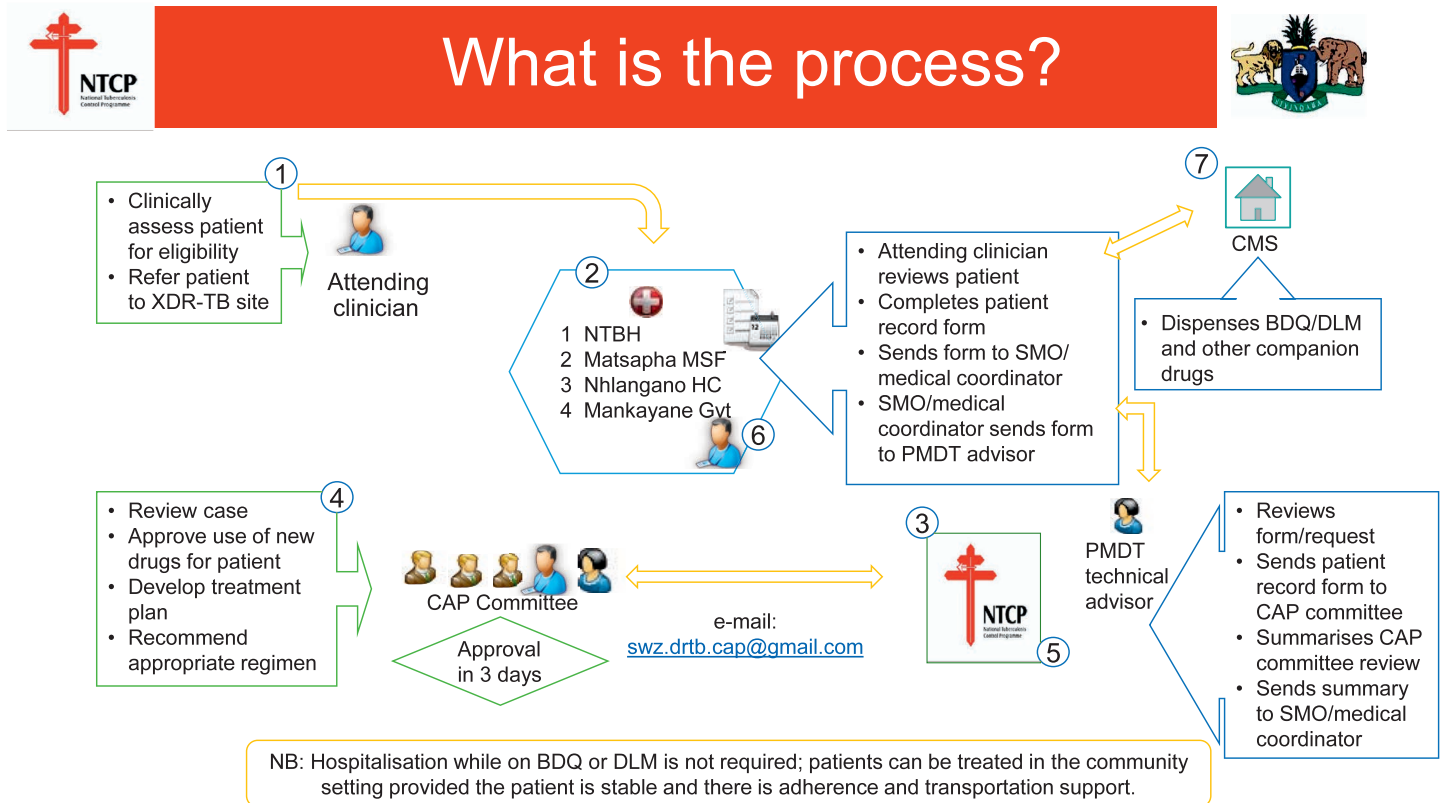 NTCP
National Tuberculosis
Control Programme
What is the process?
SIYINQABA
1
• Clinically
assess patient
for eligibility
• Refer patient
to XDR-TB site
Attending
clinician
2
1 NTBH
2 Matsapha MSF
3 Nhlangano HC
4 Mankayane Gvt
12
6
• Attending clinician
reviews patient
• Completes patient
record form
• Sends form to SMO/
medical coordinator
• SMO/medical
coordinator sends form
to PMDT advisor
7
CMS
• Dispenses BDQ/DLM
and other companion
drugs
4
• Review case
• Approve use of new
drugs for patient
• Develop treatment
plan
• Recommend
appropriate regimen
CAP Committee
Approval
in 3 days
e-mail:
swz.drtb.cap@gmail.com
3
NTCP
National Tuberculosis
Control Programme
5
PMDT
technical
advisor
• Reviews
form/request
• Sends patient
record form to
CAP committee
• Summarises CAP
committee review
• Sends summary
to SMO/medical
coordinator
NB: Hospitalisation while on BDQ or DLM is not required; patients can be treated in the community
setting provided the patient is stable and there is adherence and transportation support.